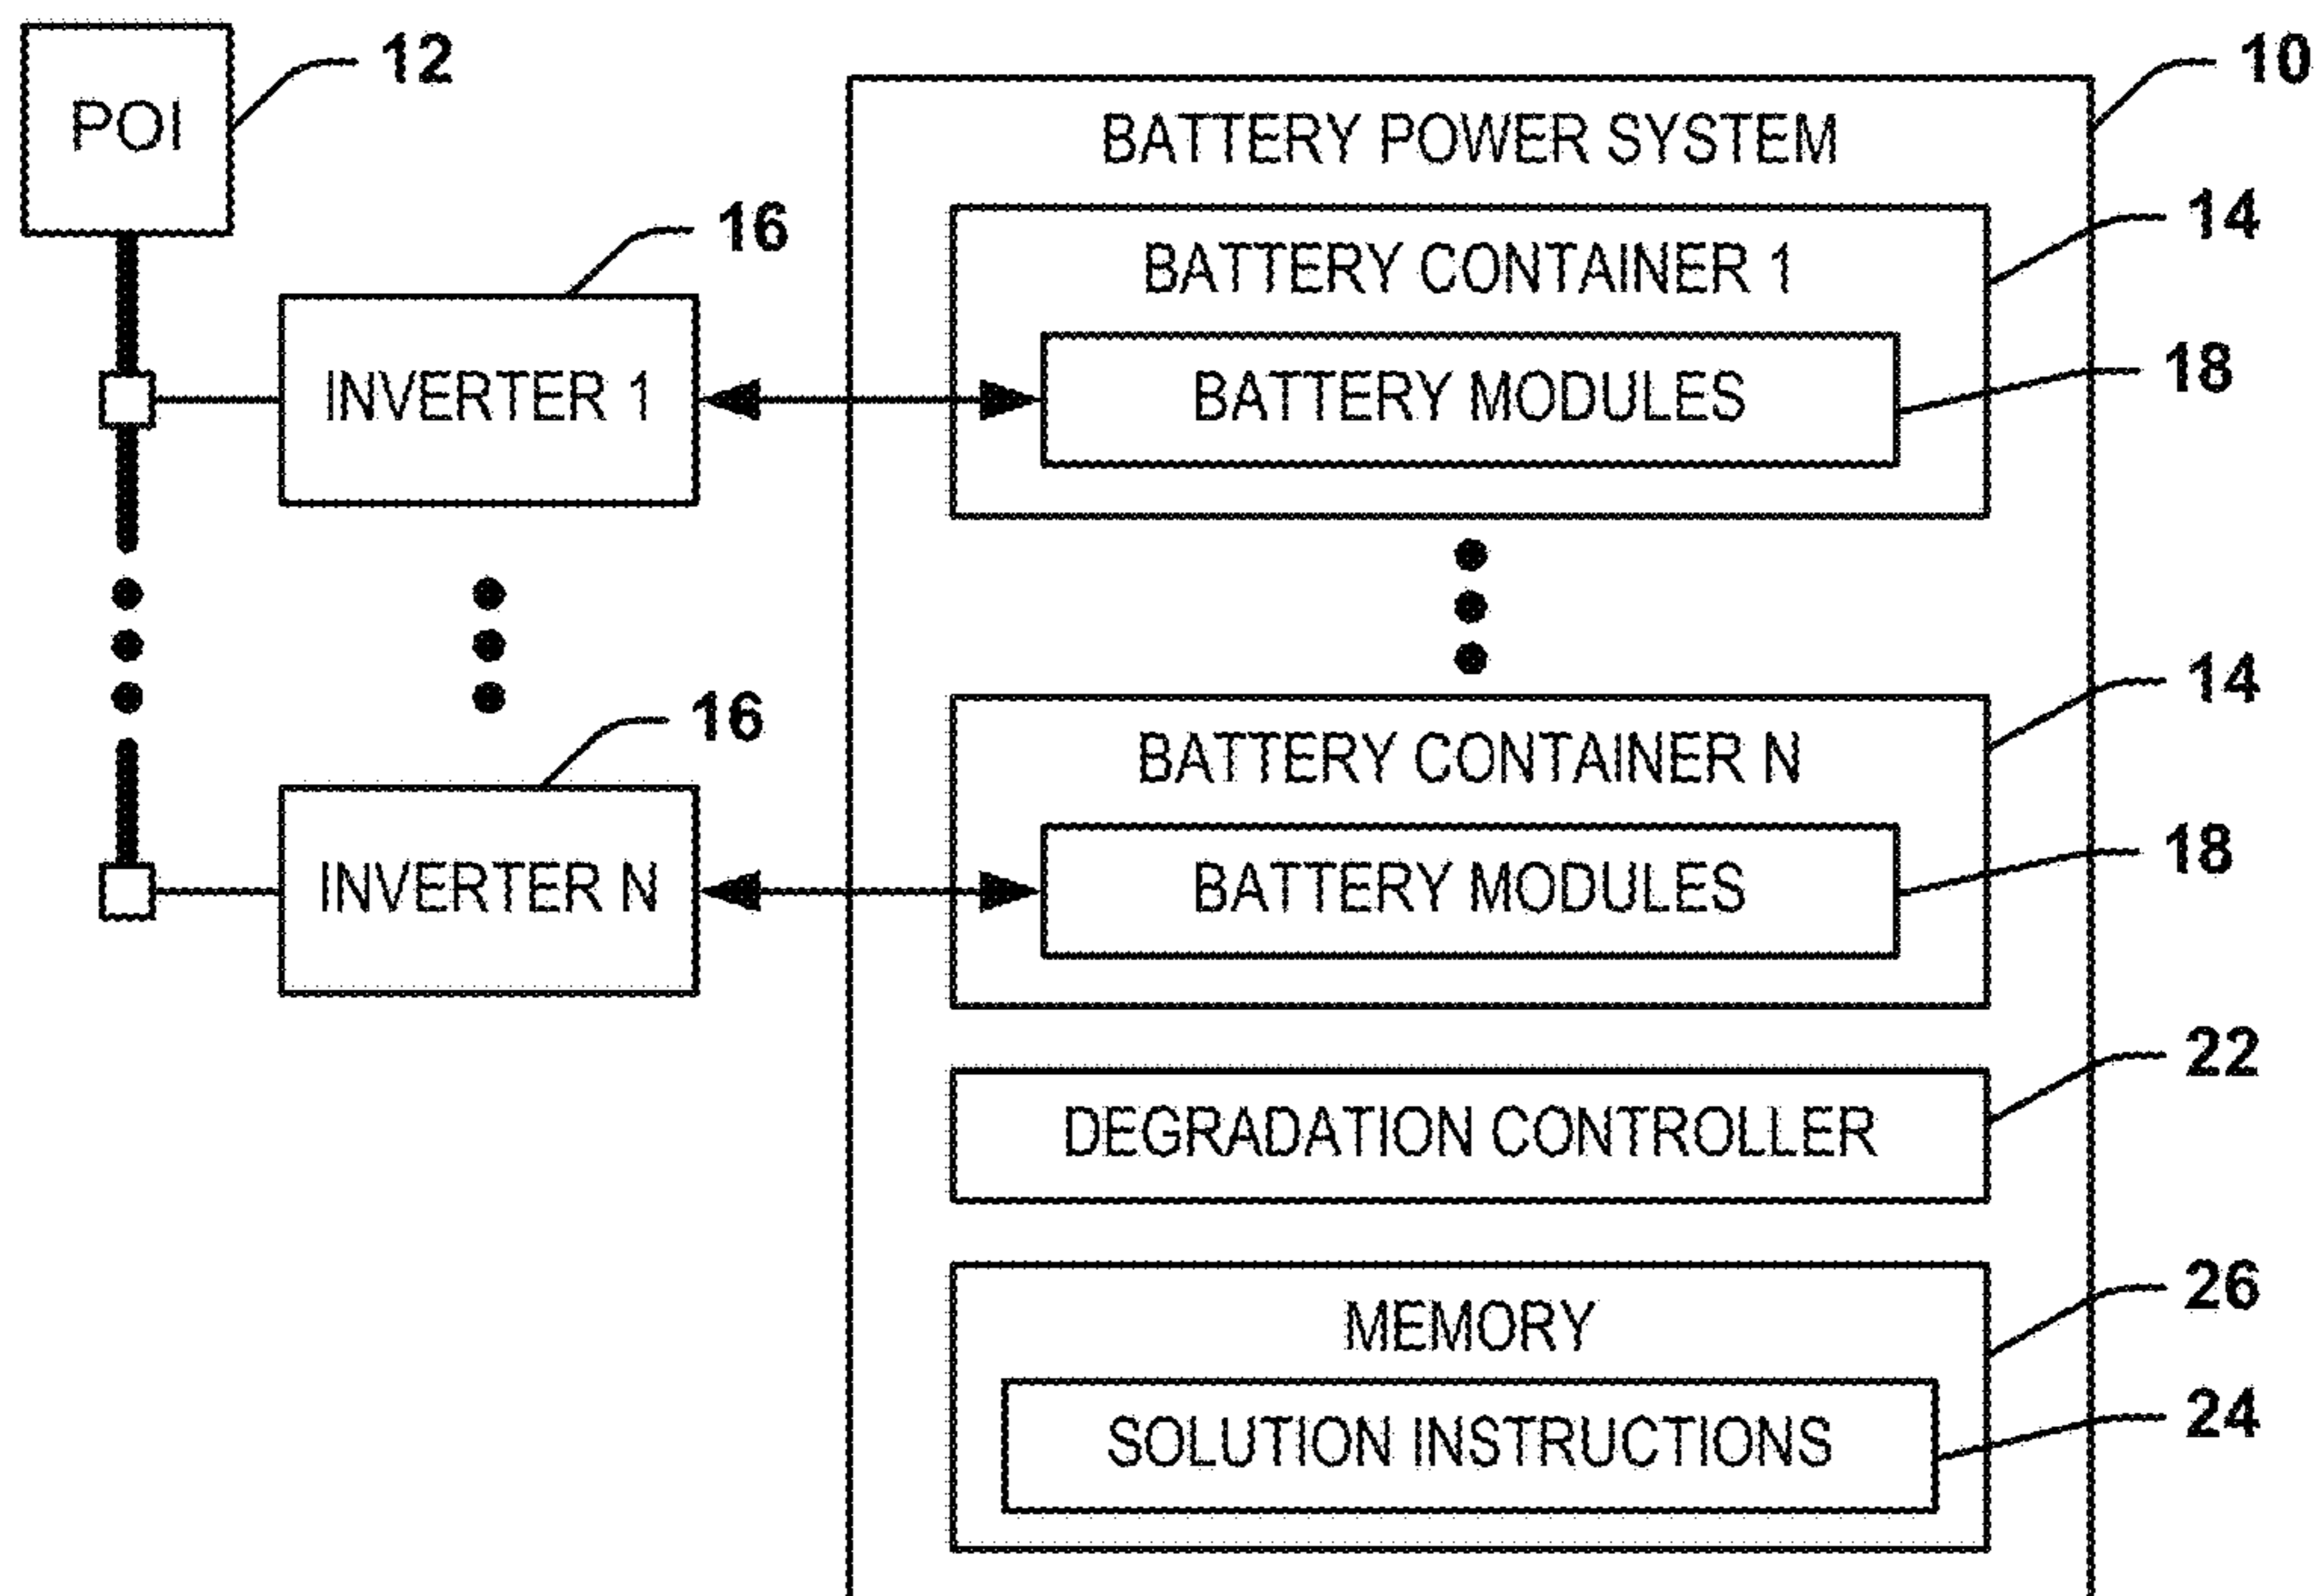 POI
12
10
BATTERY POWER SYSTEM
14
BATTERY CONTAINER 1
16
18
INVERTER 1
BATTERY MODULES
14
16
BATTERY CONTAINER N
18
INVERTER N
BATTERY MODULES
22
DEGRADATION CONTROLLER
26
MEMORY
24
SOLUTION INSTRUCTIONS